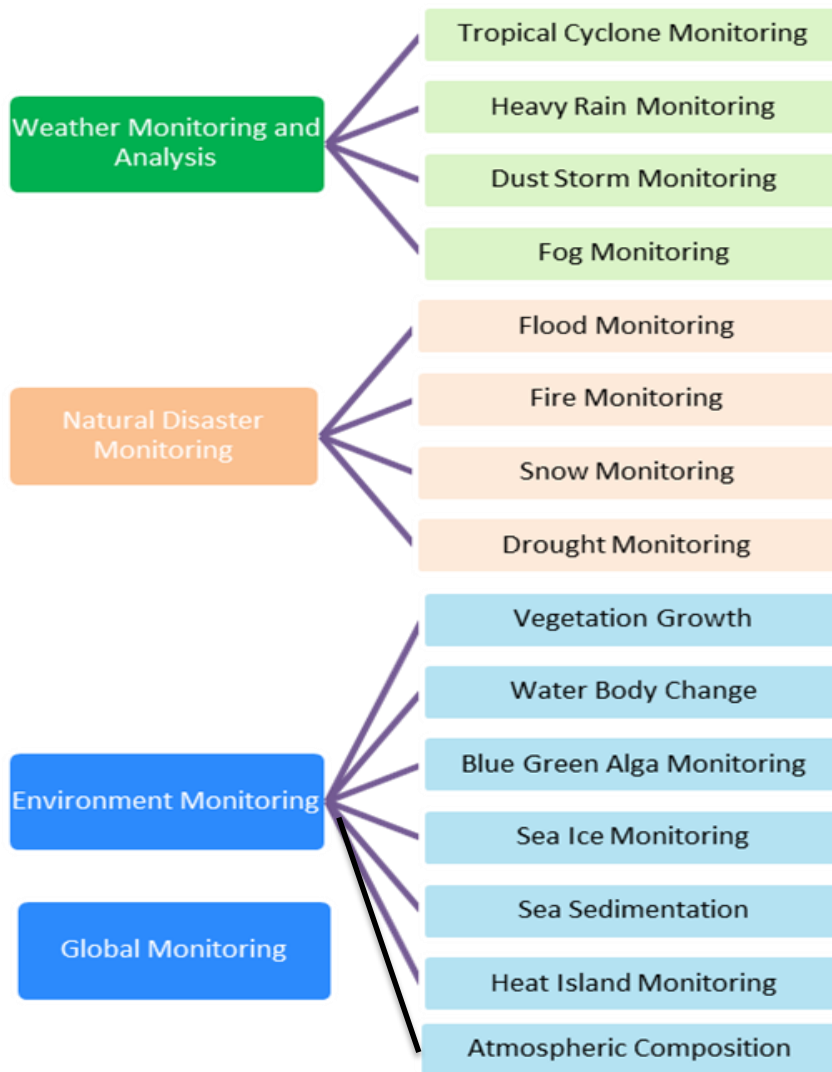 Weather Monitoring and
Analysis
Tropical Cyclone Monitoring
Heavy Rain Monitoring
Dust Storm Monitoring
Fog Monitoring
Natural Disaster
Monitoring
Flood Monitoring
Fire Monitoring
Snow Monitoring
Drought Monitoring
Environment Monitoring
Vegetation Growth
Water Body Change
Blue Green Alga Monitoring
Sea Ice Monitoring
Sea Sedimentation
Heat Island Monitoring
Atmospheric Composition
Global Monitoring